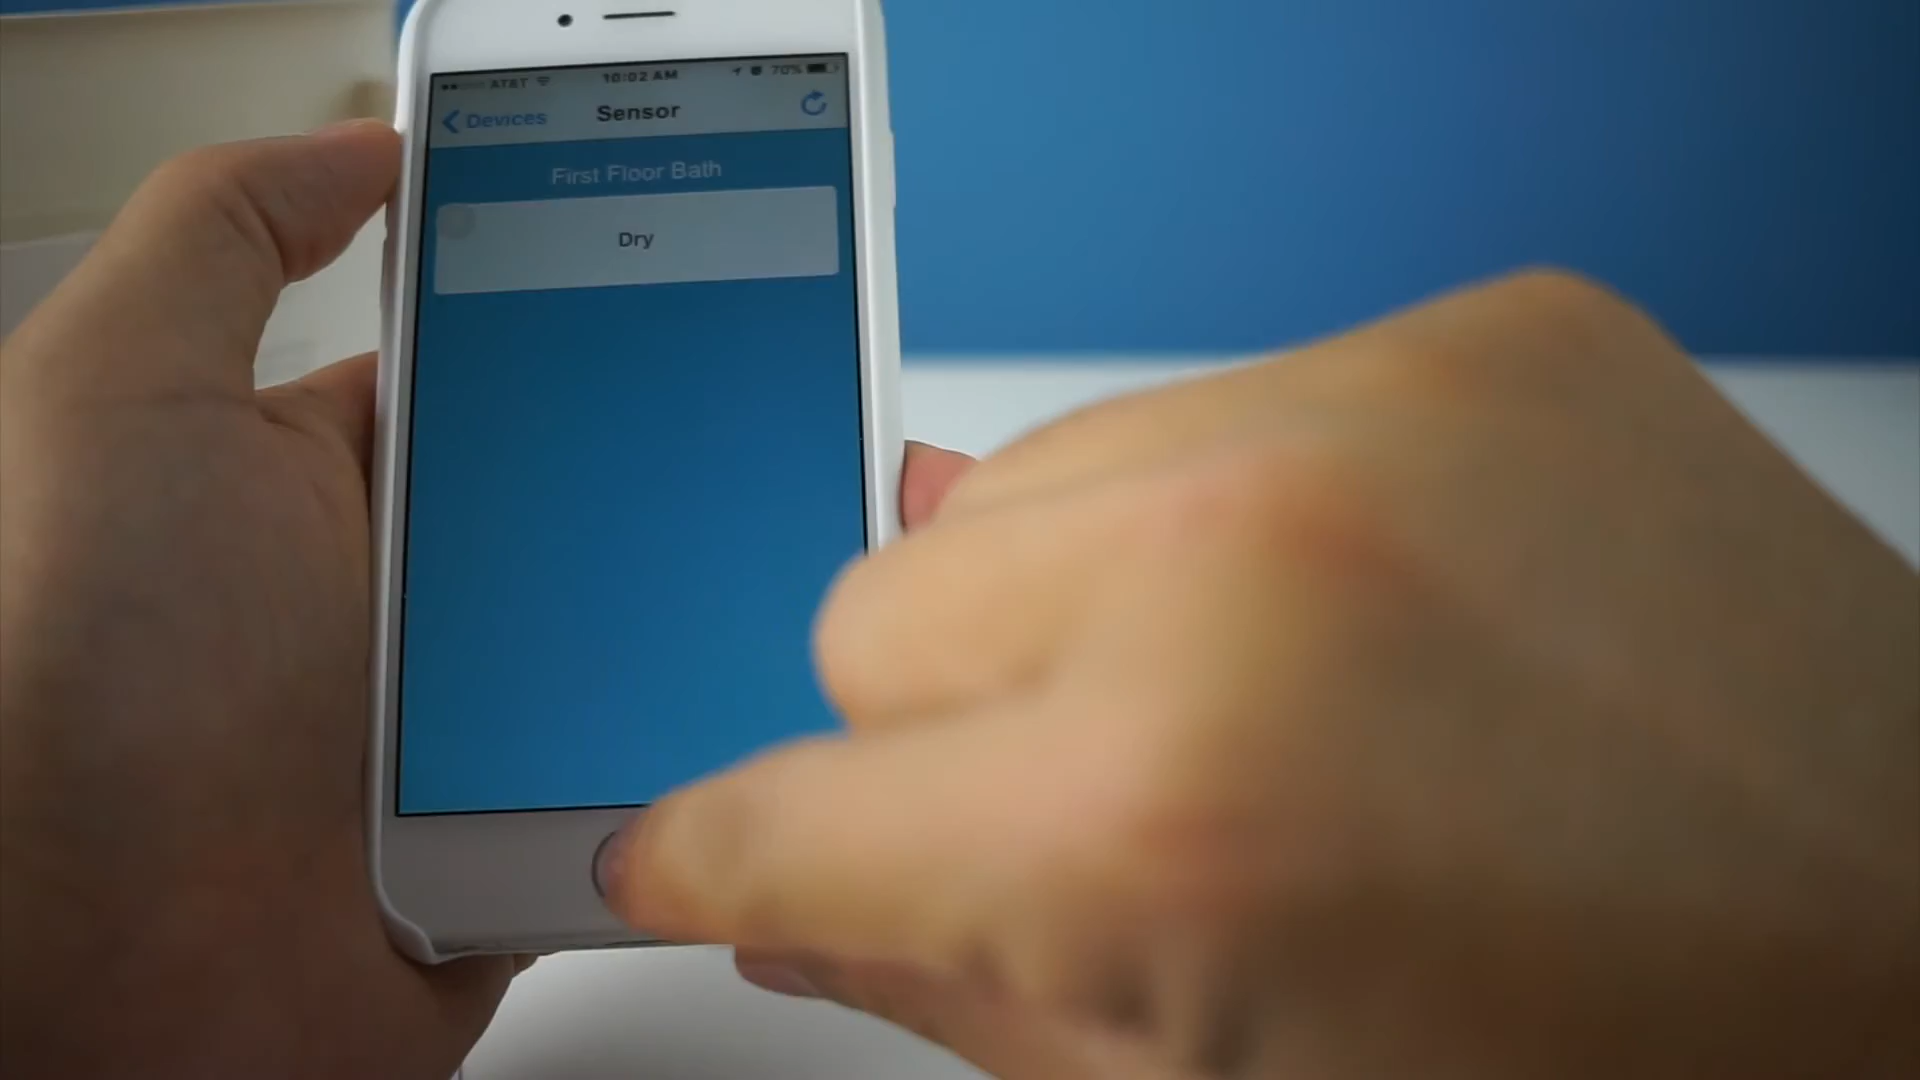 AT&T 10:02 AM 70%
Devices Sensor
First Floor Bath
Dry